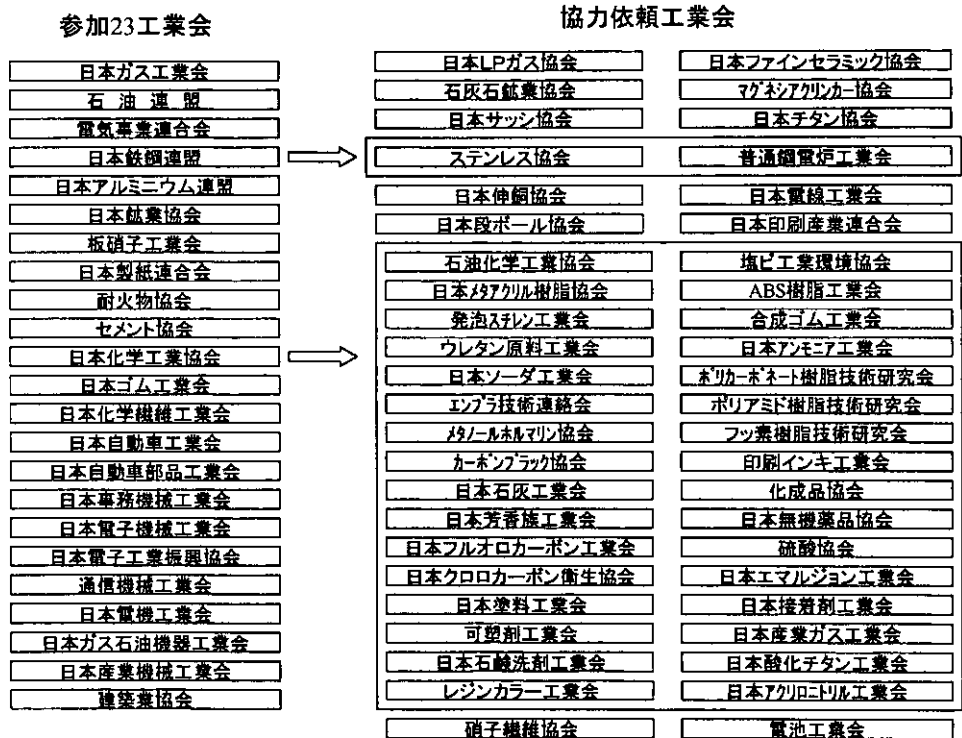 参加23工業会
日本ガス工業会
石油連盟
電気事業連合会
日本鉄鋼連盟
日本アルミニウム連盟
日本鉱業協会
板硝子工業会
日本製紙連合会
耐火物協会
セメント協会
日本化学工業協会
日本ゴム工業会
日本化学繊維工業会
日本自動車工業会
日本自動車部品工業会
日本事務機械工業会
日本電子機械工業会
日本電子工業振興協会
通信機械工業会
日本電機工業会
日本ガス石油機器工業会
日本産業機械工業会
建築業協会
協力依頼工業会
日本LPガス協会 日本ファインセラミック協会
石灰石鉱業協会 マグネシアクリンカー協会
日本サッシ協会 日本チタン協会
ステンレス協会 普通鋼電炉工業会
日本伸銅協会 日本電線工業会
日本段ボール協会 日本印刷産業連合会
石油化学工業協会 塩ビ工業環境協会
日本メタアクリル樹脂協会 ABS樹脂工業会
発泡スチレン工業会 合成ゴム工業会
ウレタン原料工業会 日本アンモニア工業会
日本ソーダ工業会 ポリカーボネート樹脂技術研究会
エンプラ技術連絡会 ポリアミド樹脂技術研究会
メタノールホルマリン協会 フッ素樹脂技術研究会
カーボンブラック協会 印刷インキ工業会
日本石灰工業会 化成品協会
日本芳香族工業会 日本無機薬品協会
日本フルオロカーボン工業会 硫酸協会
日本クロロカーボン衛生協会 日本エマルジョン工業会
日本塗料工業会 日本接着剤工業会
可塑剤工業会 日本産業ガス工業会
日本石鹸洗剤工業会 日本酸化チタン工業会
レジンカラー工業会 日本アクリロニトリル工業会
硝子繊維協会 電池工業会